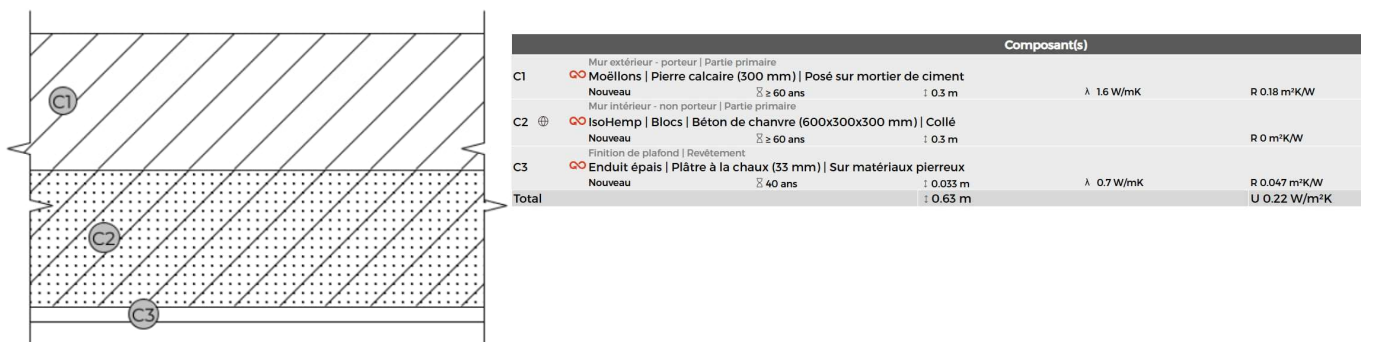 C1
C2
C3
Composant(s)
Mur extérieur - porteur | Partie primaire
C1 Moëllons | Pierre calcaire (300 mm) | Posé sur mortier de ciment
Nouveau ≥ 60 ans 0.3 m λ 1.6 W/mK R 0.18 m²K/W
Mur intérieur - non porteur | Partie primaire
C2 IsoHemp | Blocs | Béton de chanvre (600x300x300 mm) | Collé
Nouveau ≥ 60 ans 0.3 m R 0 m²K/W
Finition de plafond | Revêtement
C3 Enduit épais | Plâtre à la chaux (33 mm) | Sur matériaux pierreux
Nouveau 40 ans 0.033 m λ 0.7 W/mK R 0.047 m²K/W
Total 0.63 m U 0.22 W/m²K